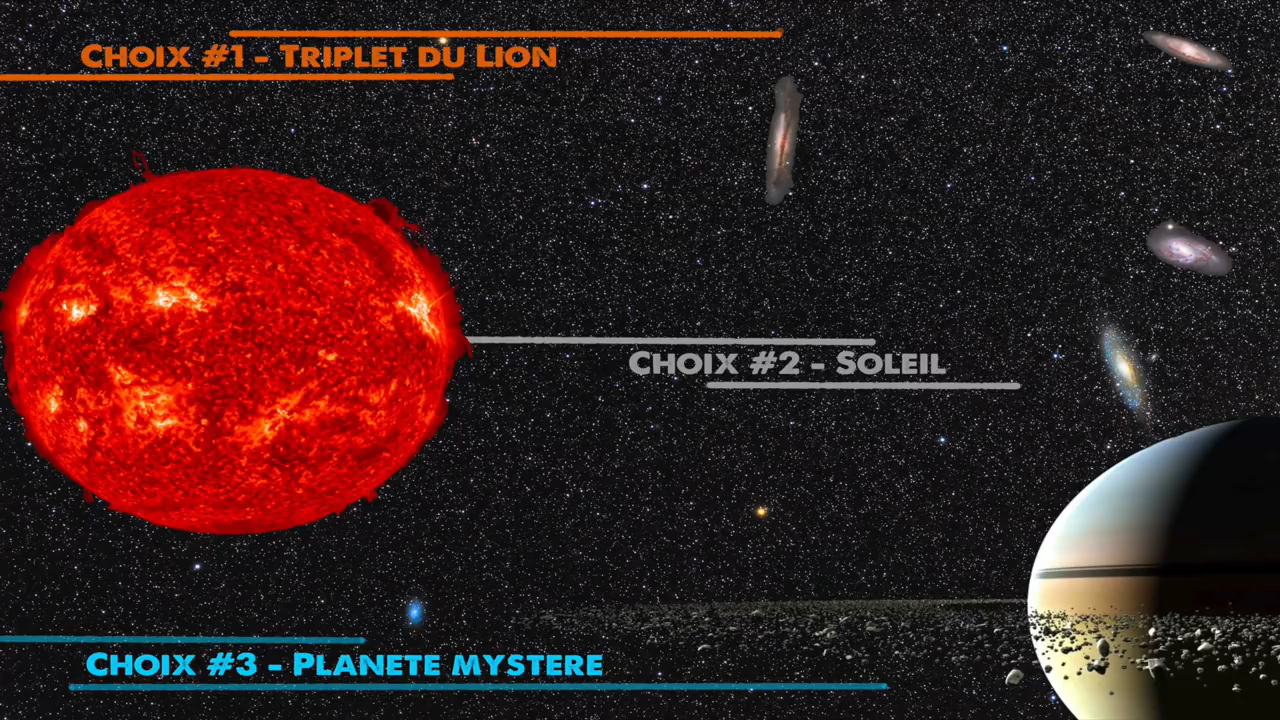 Choix #1 - Triplet du Lion
Choix #2 - Soleil
Choix #3 - Planete mystere